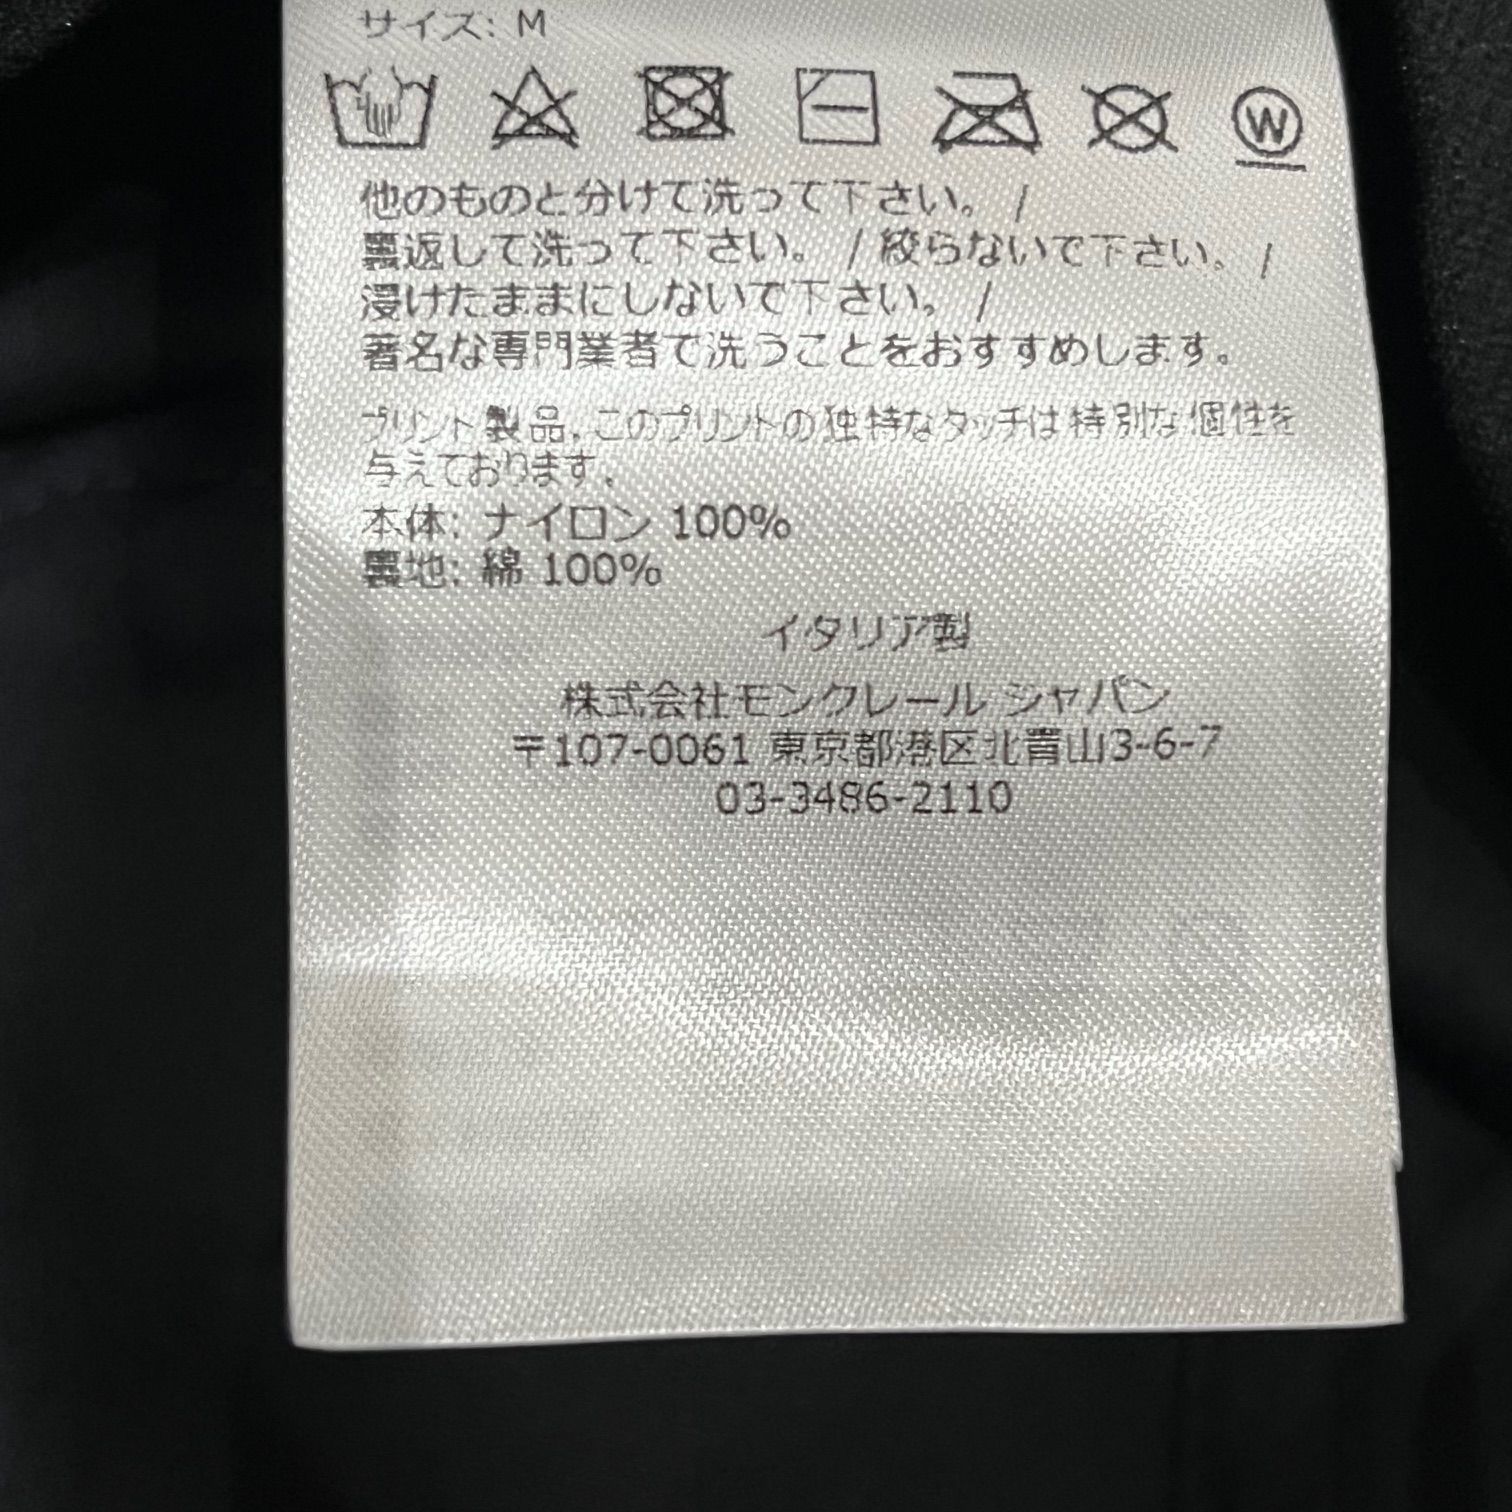 サイズ: M
W
他のものと分けて洗って下さい。 /
裏返して洗って下さい。 / 絞らないで下さい。 /
浸けたままにしないで下さい。 /
著名な専門業者で洗うことをおすすめします。
プリント製品, このプリントの独特なタッチは特別な個性を
与えております.
本体: ナイロン 100%
裏地: 綿 100%
イタリア製
株式会社モンクレール ジャパン
〒107-0061 東京都港区北青山3-6-7
03-3486-2110